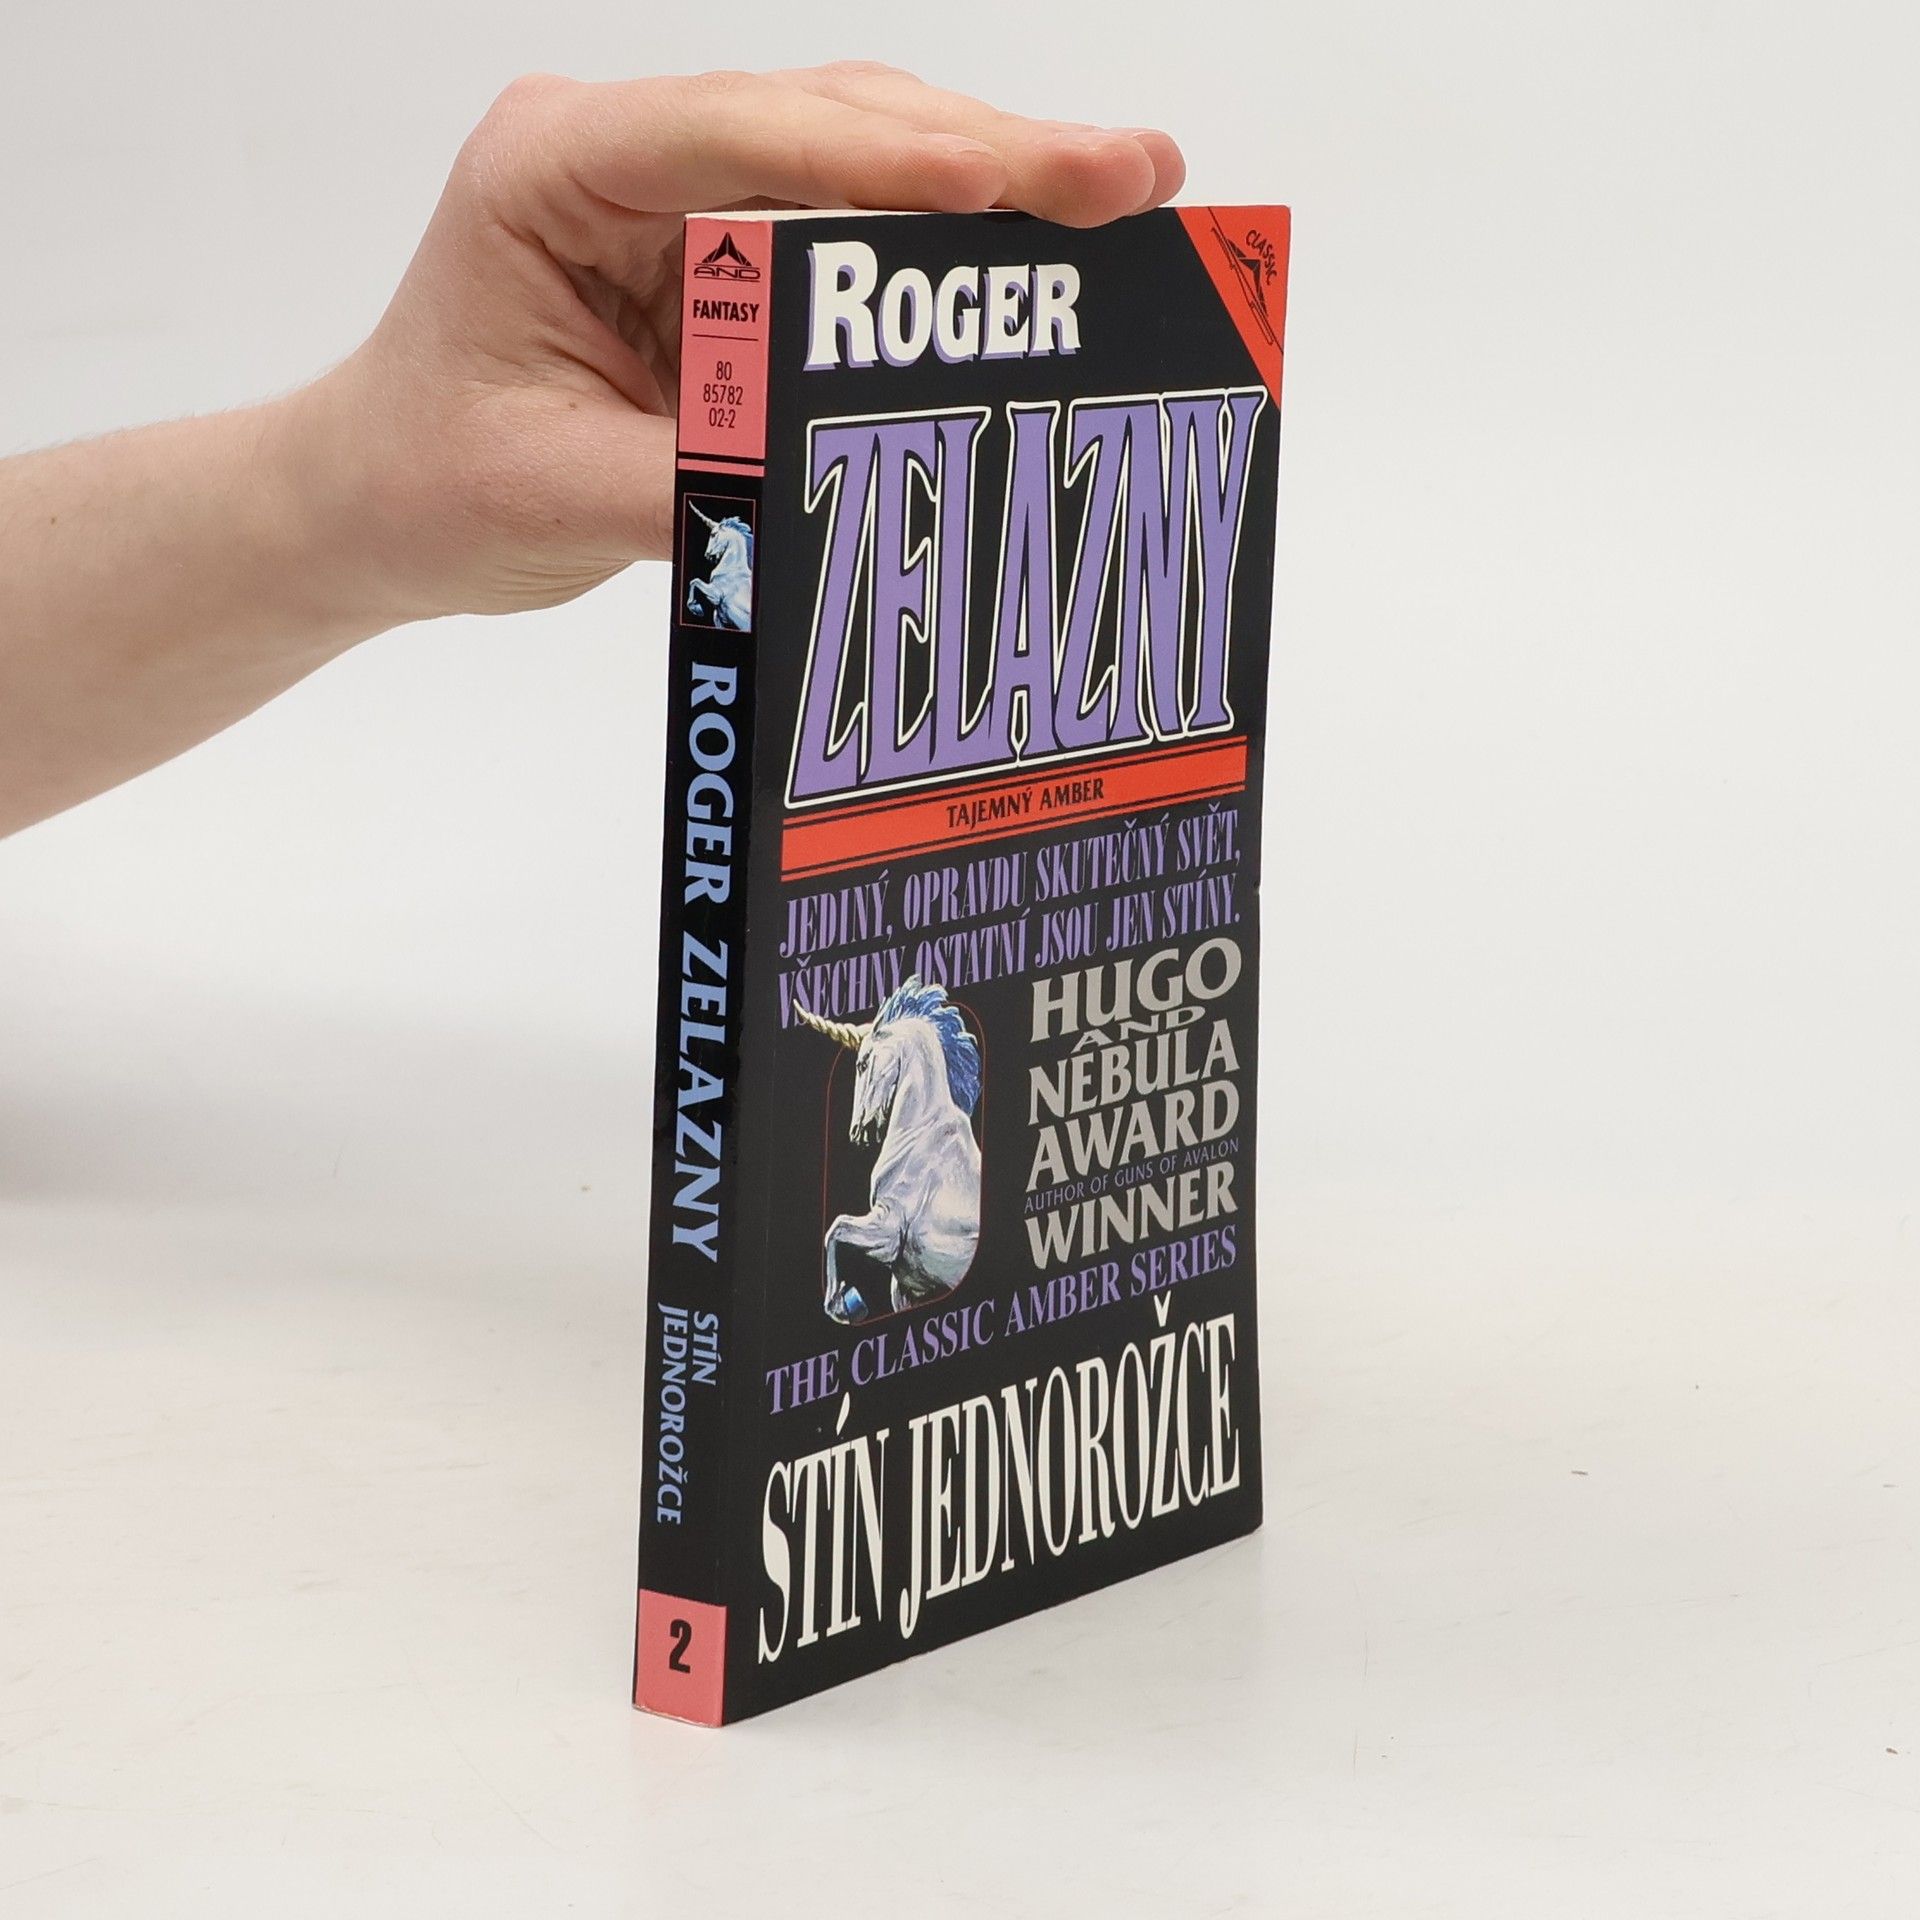 AND
FANTASY
80
85782
02-2
ROGER ZELAZNY
STÍN
JEDNOROŽCE
2
CLASSIC
ROGER
ZELAZNY
TAJEMNÝ AMBER
JEDINÝ, OPRAVDU SKUTEČNÝ SVĚT,
VŠECHNY OSTATNÍ JSOU JEN STÍNY.
HUGO
AND
NEBULA
AWARD
AUTHOR OF GUNS OF AVALON
WINNER
THE CLASSIC AMBER SERIES
STÍN JEDNOROŽCE